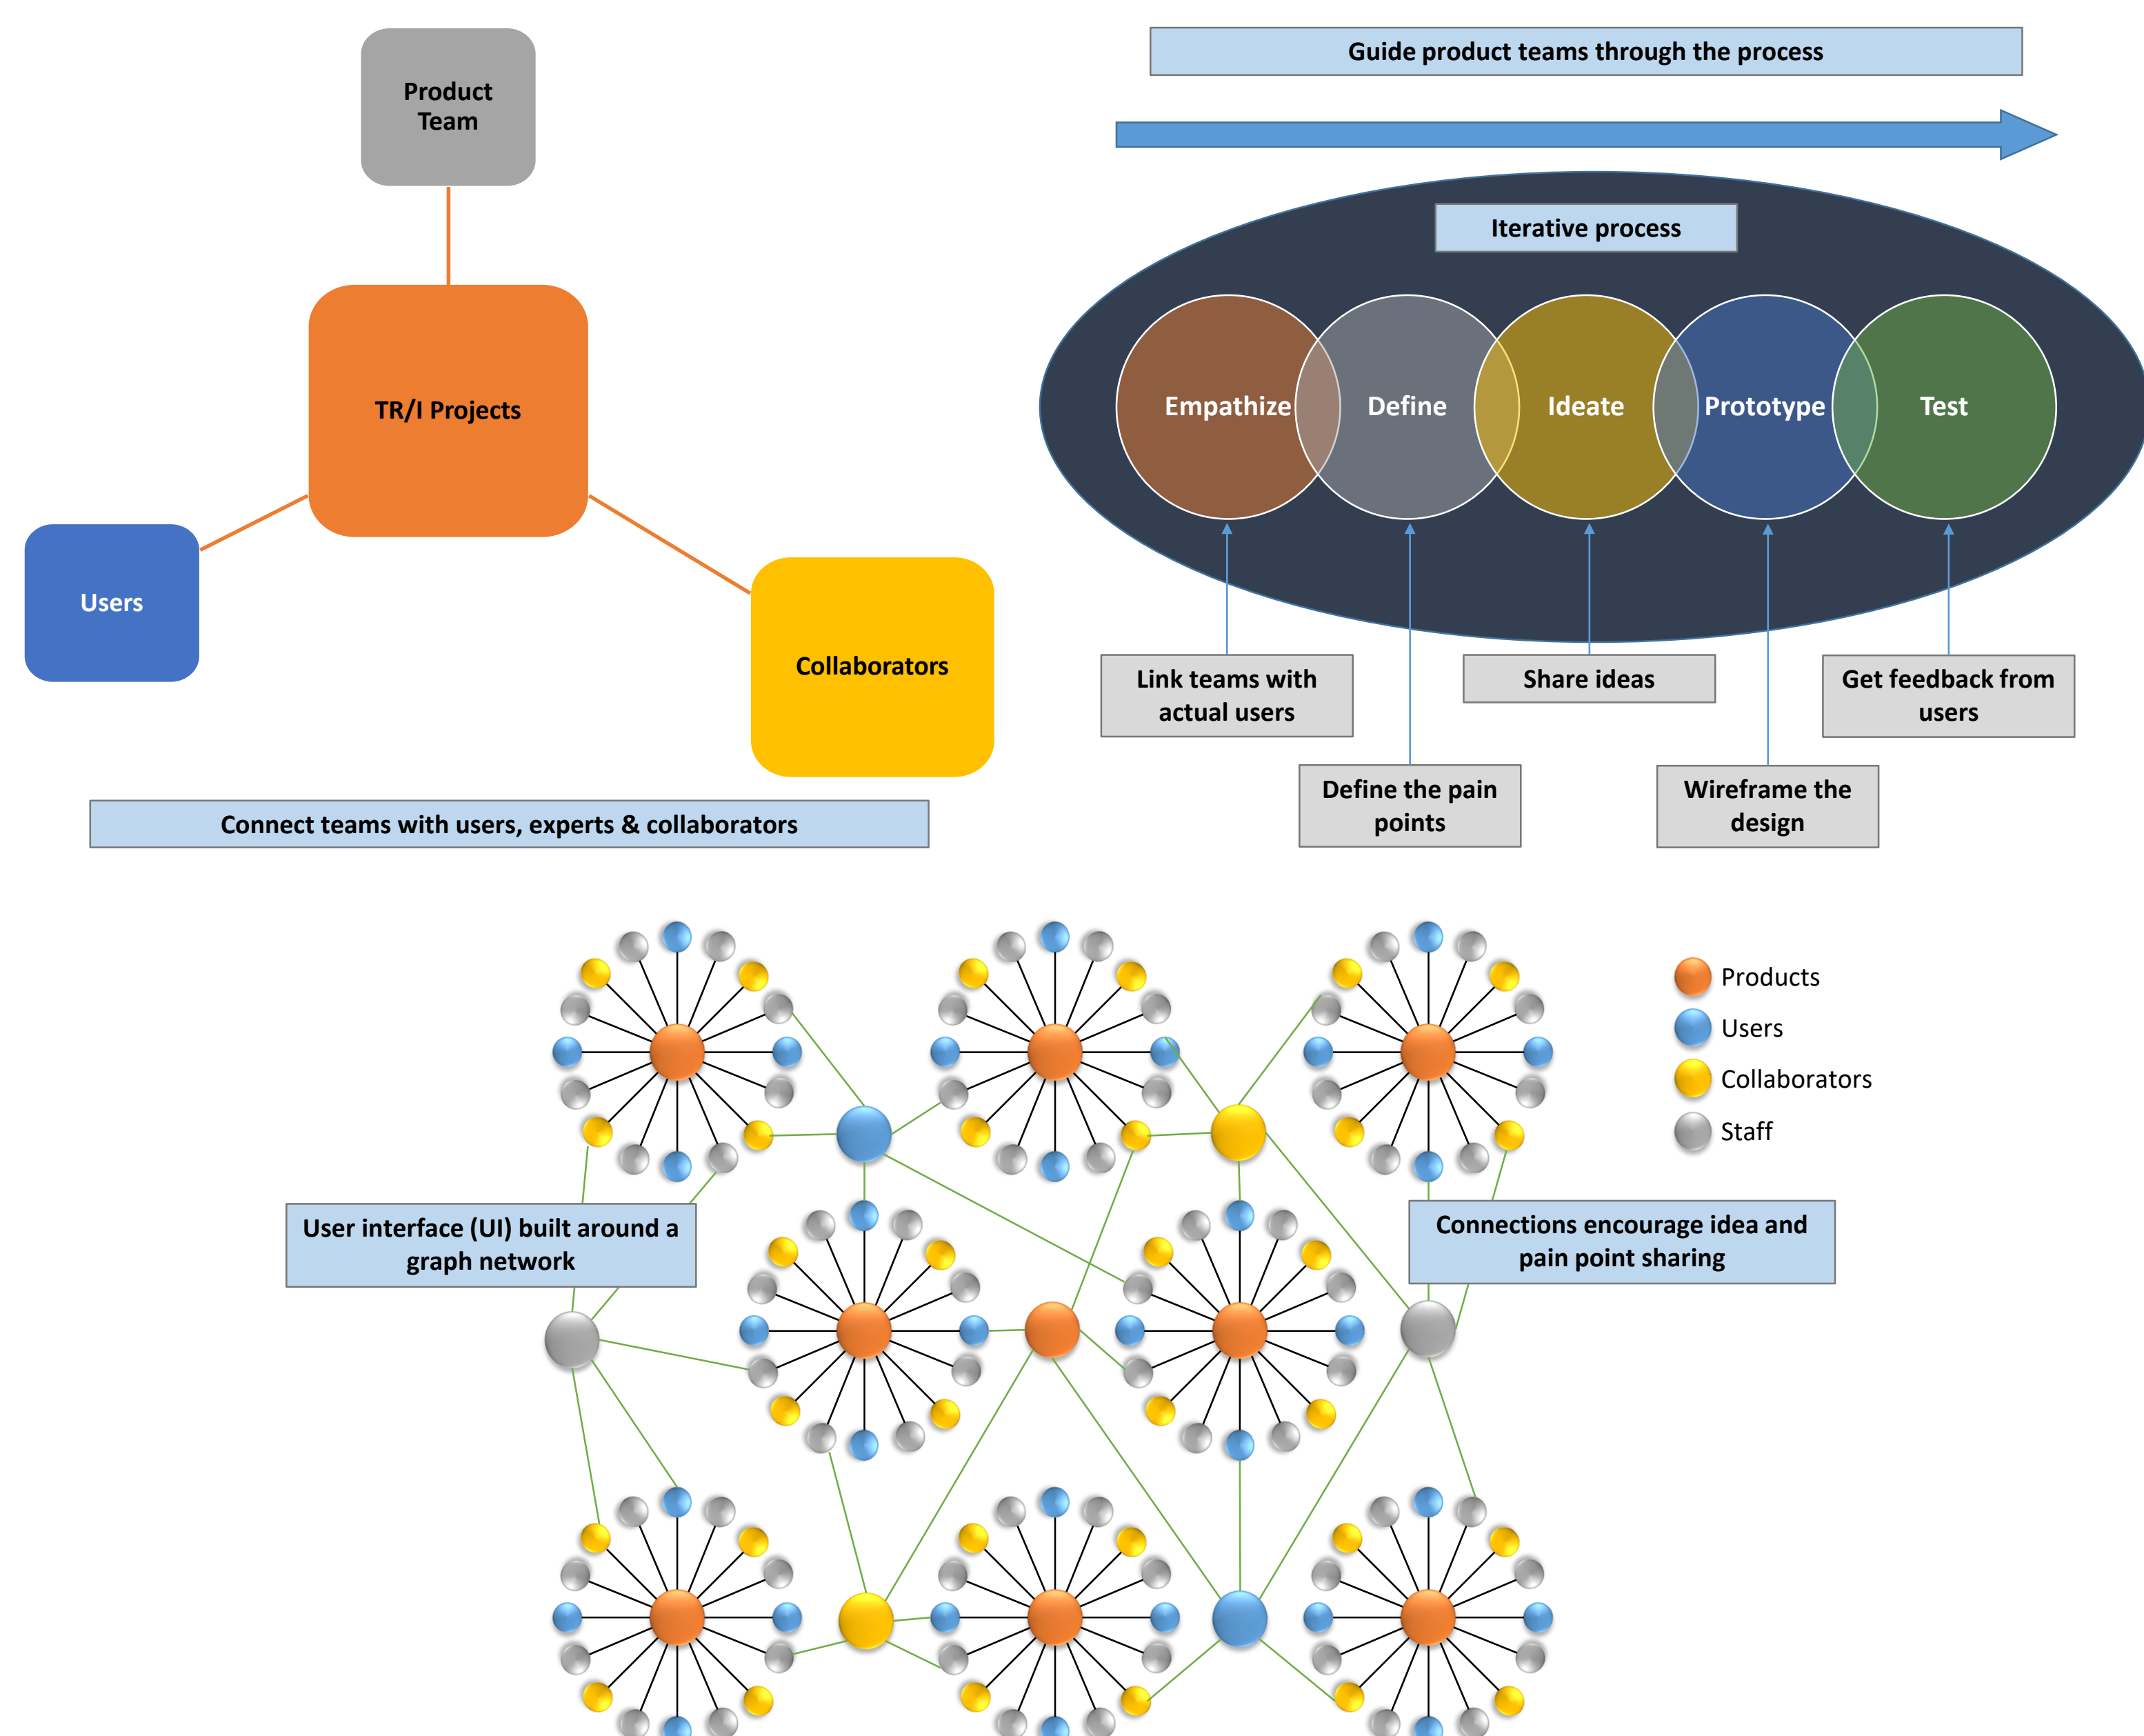 Product
Team
TR/I Projects
Users
Collaborators
Connect teams with users, experts & collaborators
Guide product teams through the process
Iterative process
Empathize
Define
Ideate
Prototype
Test
Link teams with
actual users
Share ideas
Get feedback from
users
Define the pain
points
Wireframe the
design
Products
Users
Collaborators
Staff
User interface (UI) built around a
graph network
Connections encourage idea and
pain point sharing